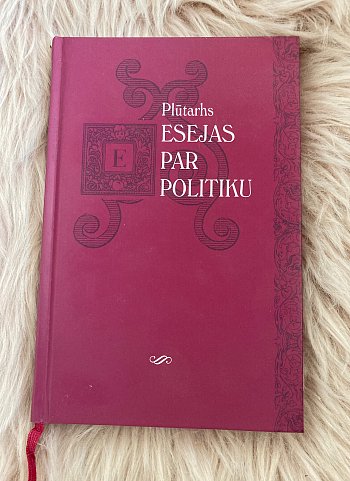 Plūtarhs
ESEJAS
PAR
POLITIKU
E